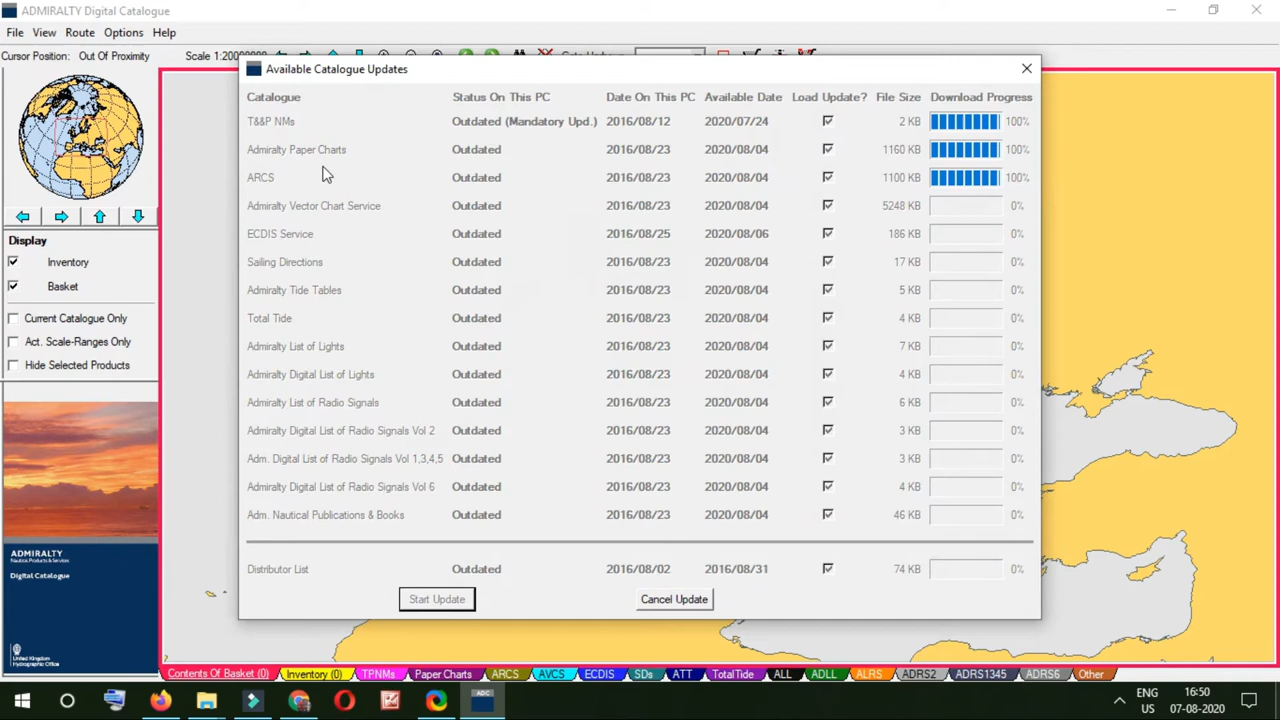 ADMIRALTY Digital Catalogue
File View Route Options Help
Cursor Position: Out Of Proximity Scale 1:20000000
Available Catalogue Updates
Catalogue Status On This PC Date On This PC Available Date Load Update? File Size Download Progress
T&&P NMs Outdated (Mandatory Upd.) 2016/08/12 2020/07/24 2 KB 100%
Admiralty Paper Charts Outdated 2016/08/23 2020/08/04 1160 KB 100%
ARCS Outdated 2016/08/23 2020/08/04 1100 KB 100%
Admiralty Vector Chart Service Outdated 2016/08/23 2020/08/04 5248 KB 0%
ECDIS Service Outdated 2016/08/25 2020/08/06 186 KB 0%
Sailing Directions Outdated 2016/08/23 2020/08/04 17 KB 0%
Admiralty Tide Tables Outdated 2016/08/23 2020/08/04 5 KB 0%
Total Tide Outdated 2016/08/23 2020/08/04 4 KB 0%
Admiralty List of Lights Outdated 2016/08/23 2020/08/04 7 KB 0%
Admiralty Digital List of Lights Outdated 2016/08/23 2020/08/04 4 KB 0%
Admiralty List of Radio Signals Outdated 2016/08/23 2020/08/04 6 KB 0%
Admiralty Digital List of Radio Signals Vol 2 Outdated 2016/08/23 2020/08/04 3 KB 0%
Adm. Digital List of Radio Signals Vol 1,3,4,5 Outdated 2016/08/23 2020/08/04 3 KB 0%
Admiralty Digital List of Radio Signals Vol 6 Outdated 2016/08/23 2020/08/04 4 KB 0%
Adm. Nautical Publications & Books Outdated 2016/08/23 2020/08/04 46 KB 0%
Distributor List Outdated 2016/08/02 2016/08/31 74 KB 0%
Start Update Cancel Update
Display
Inventory
Basket
Current Catalogue Only
Act. Scale-Ranges Only
Hide Selected Products
ADMIRALTY
Nautical Products & Services
Digital Catalogue
United Kingdom
Hydrographic Office
Contents Of Basket (0) Inventory (0) TPNMs Paper Charts ARCS AVCS ECDIS SDs ATT TotalTide ALL ADLL ALRS ADRS2 ADRS1345 ADRS6 Other
ADC
ENG 16:50
US 07-08-2020